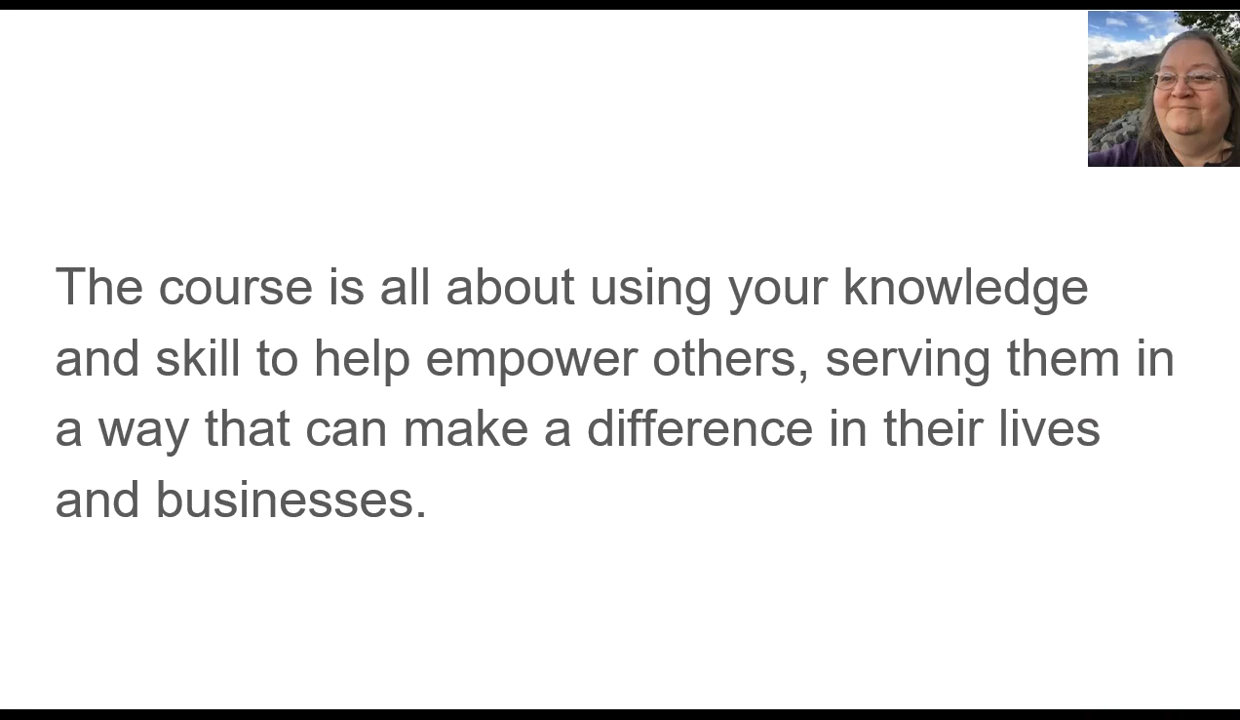 The course is all about using your knowledge
and skill to help empower others, serving them in
a way that can make a difference in their lives
and businesses.